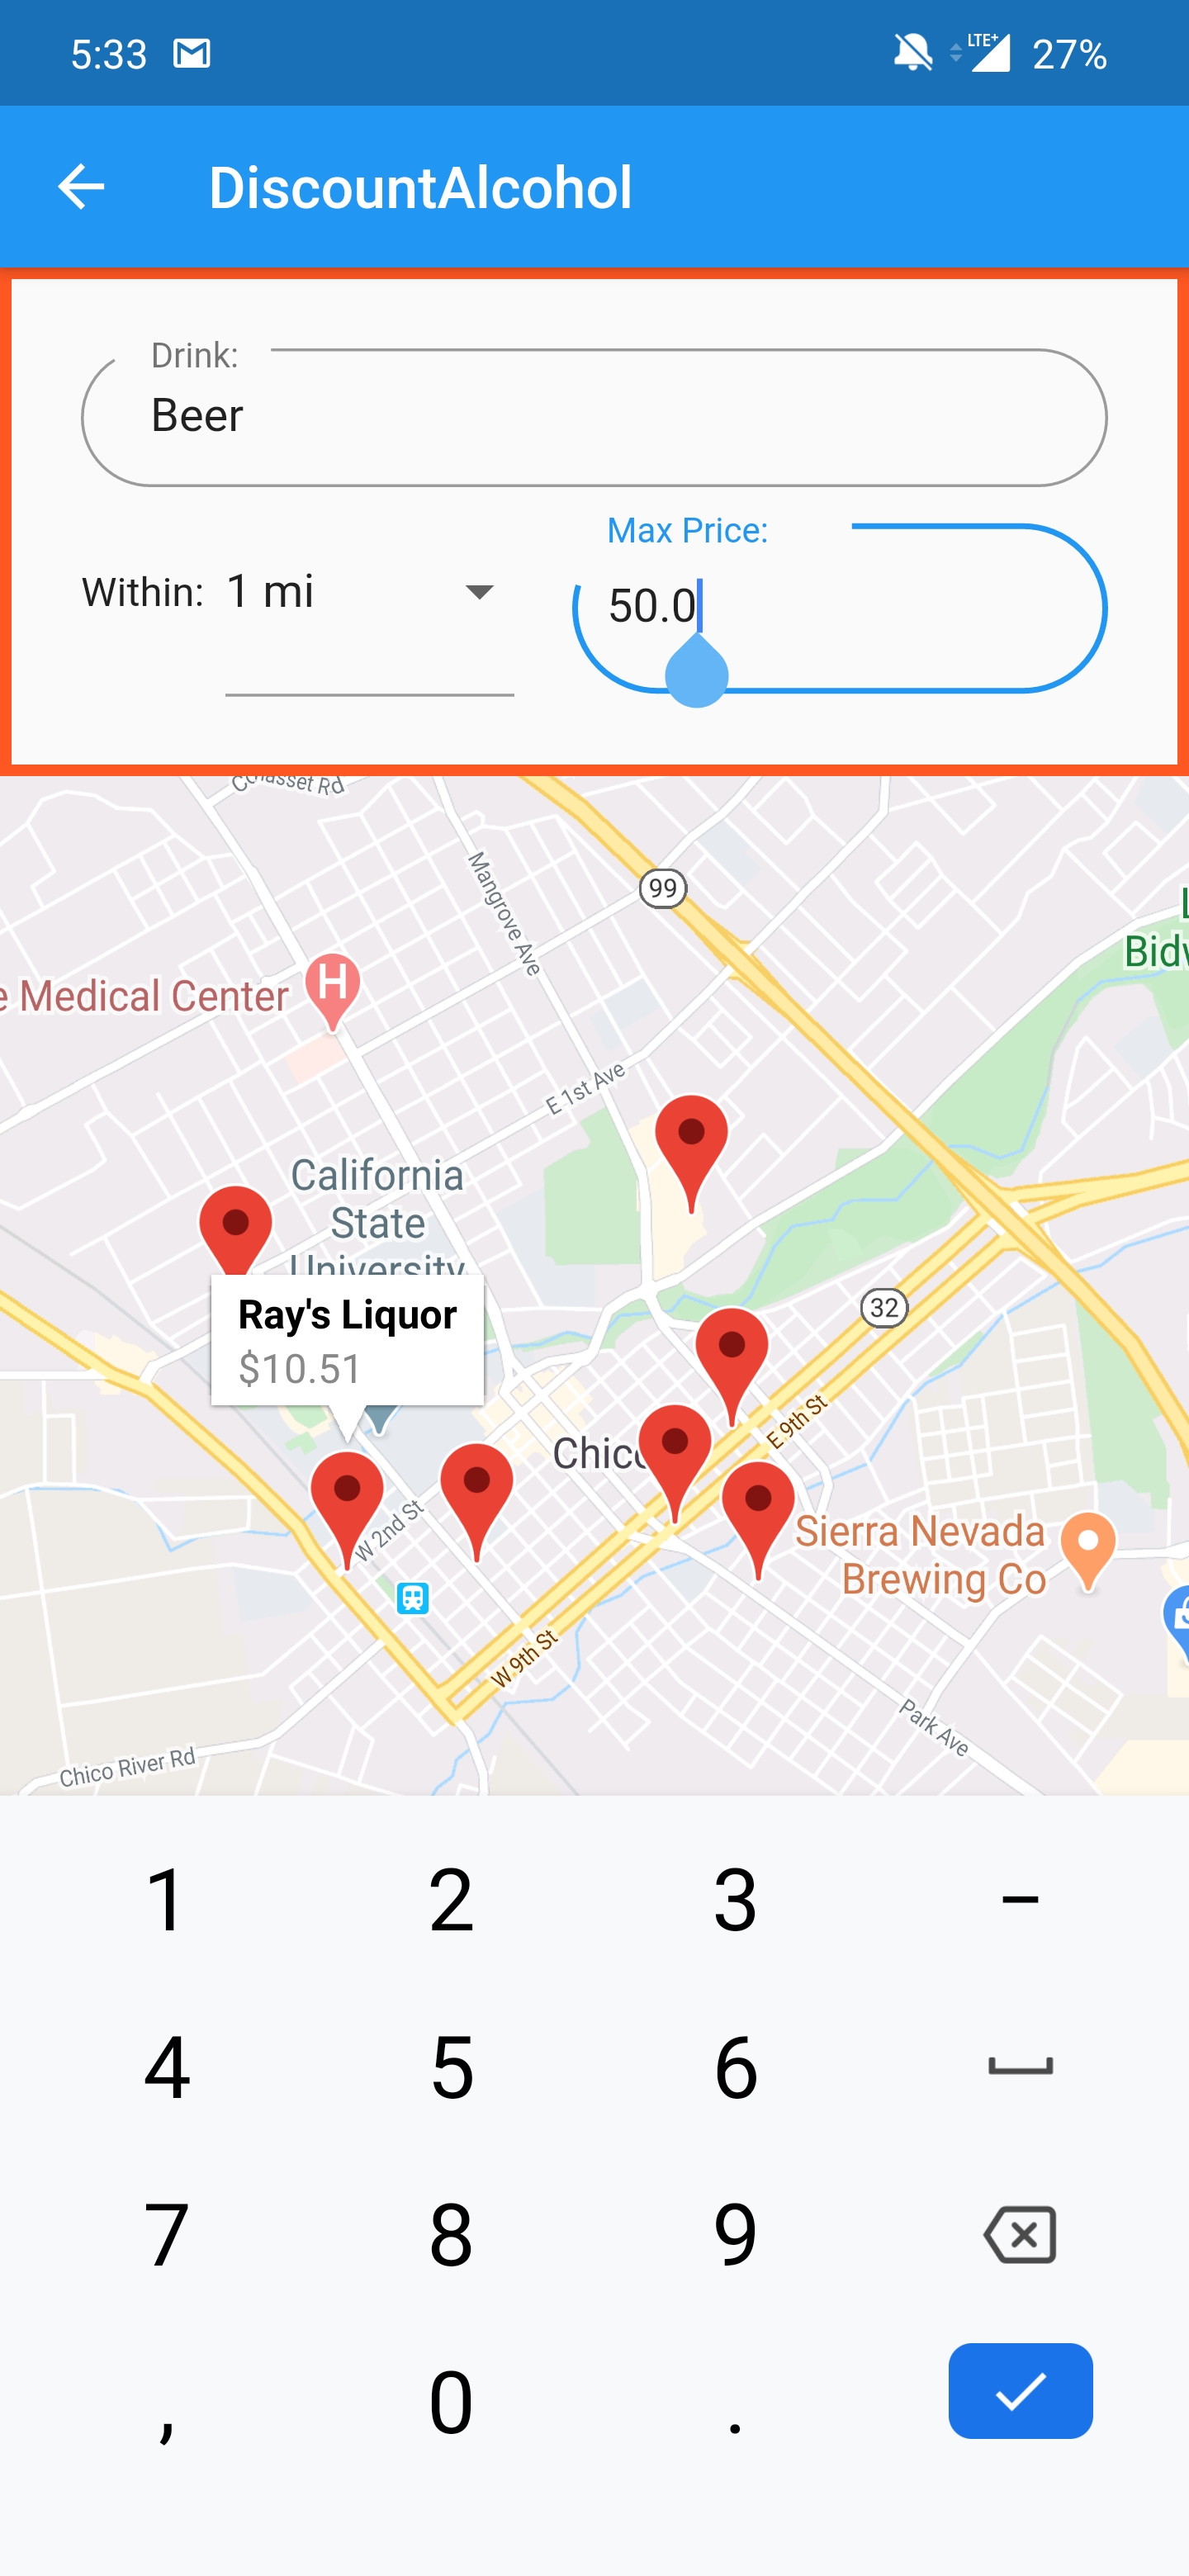 5:33
LTE+
27%
DiscountAlcohol
Drink:
Beer
Max Price:
Within: 1 mi
50.0
Mangrove Ave
99
Bidw
e Medical Center
H
E 1st Ave
California
State
University
Ray's Liquor
$10.51
32
E 9th St
Chico
W 2nd St
Sierra Nevada
Brewing Co
W 9th St
Park Ave
Chico River Rd
1 2 3 -
4 5 6
7 8 9
, 0 .